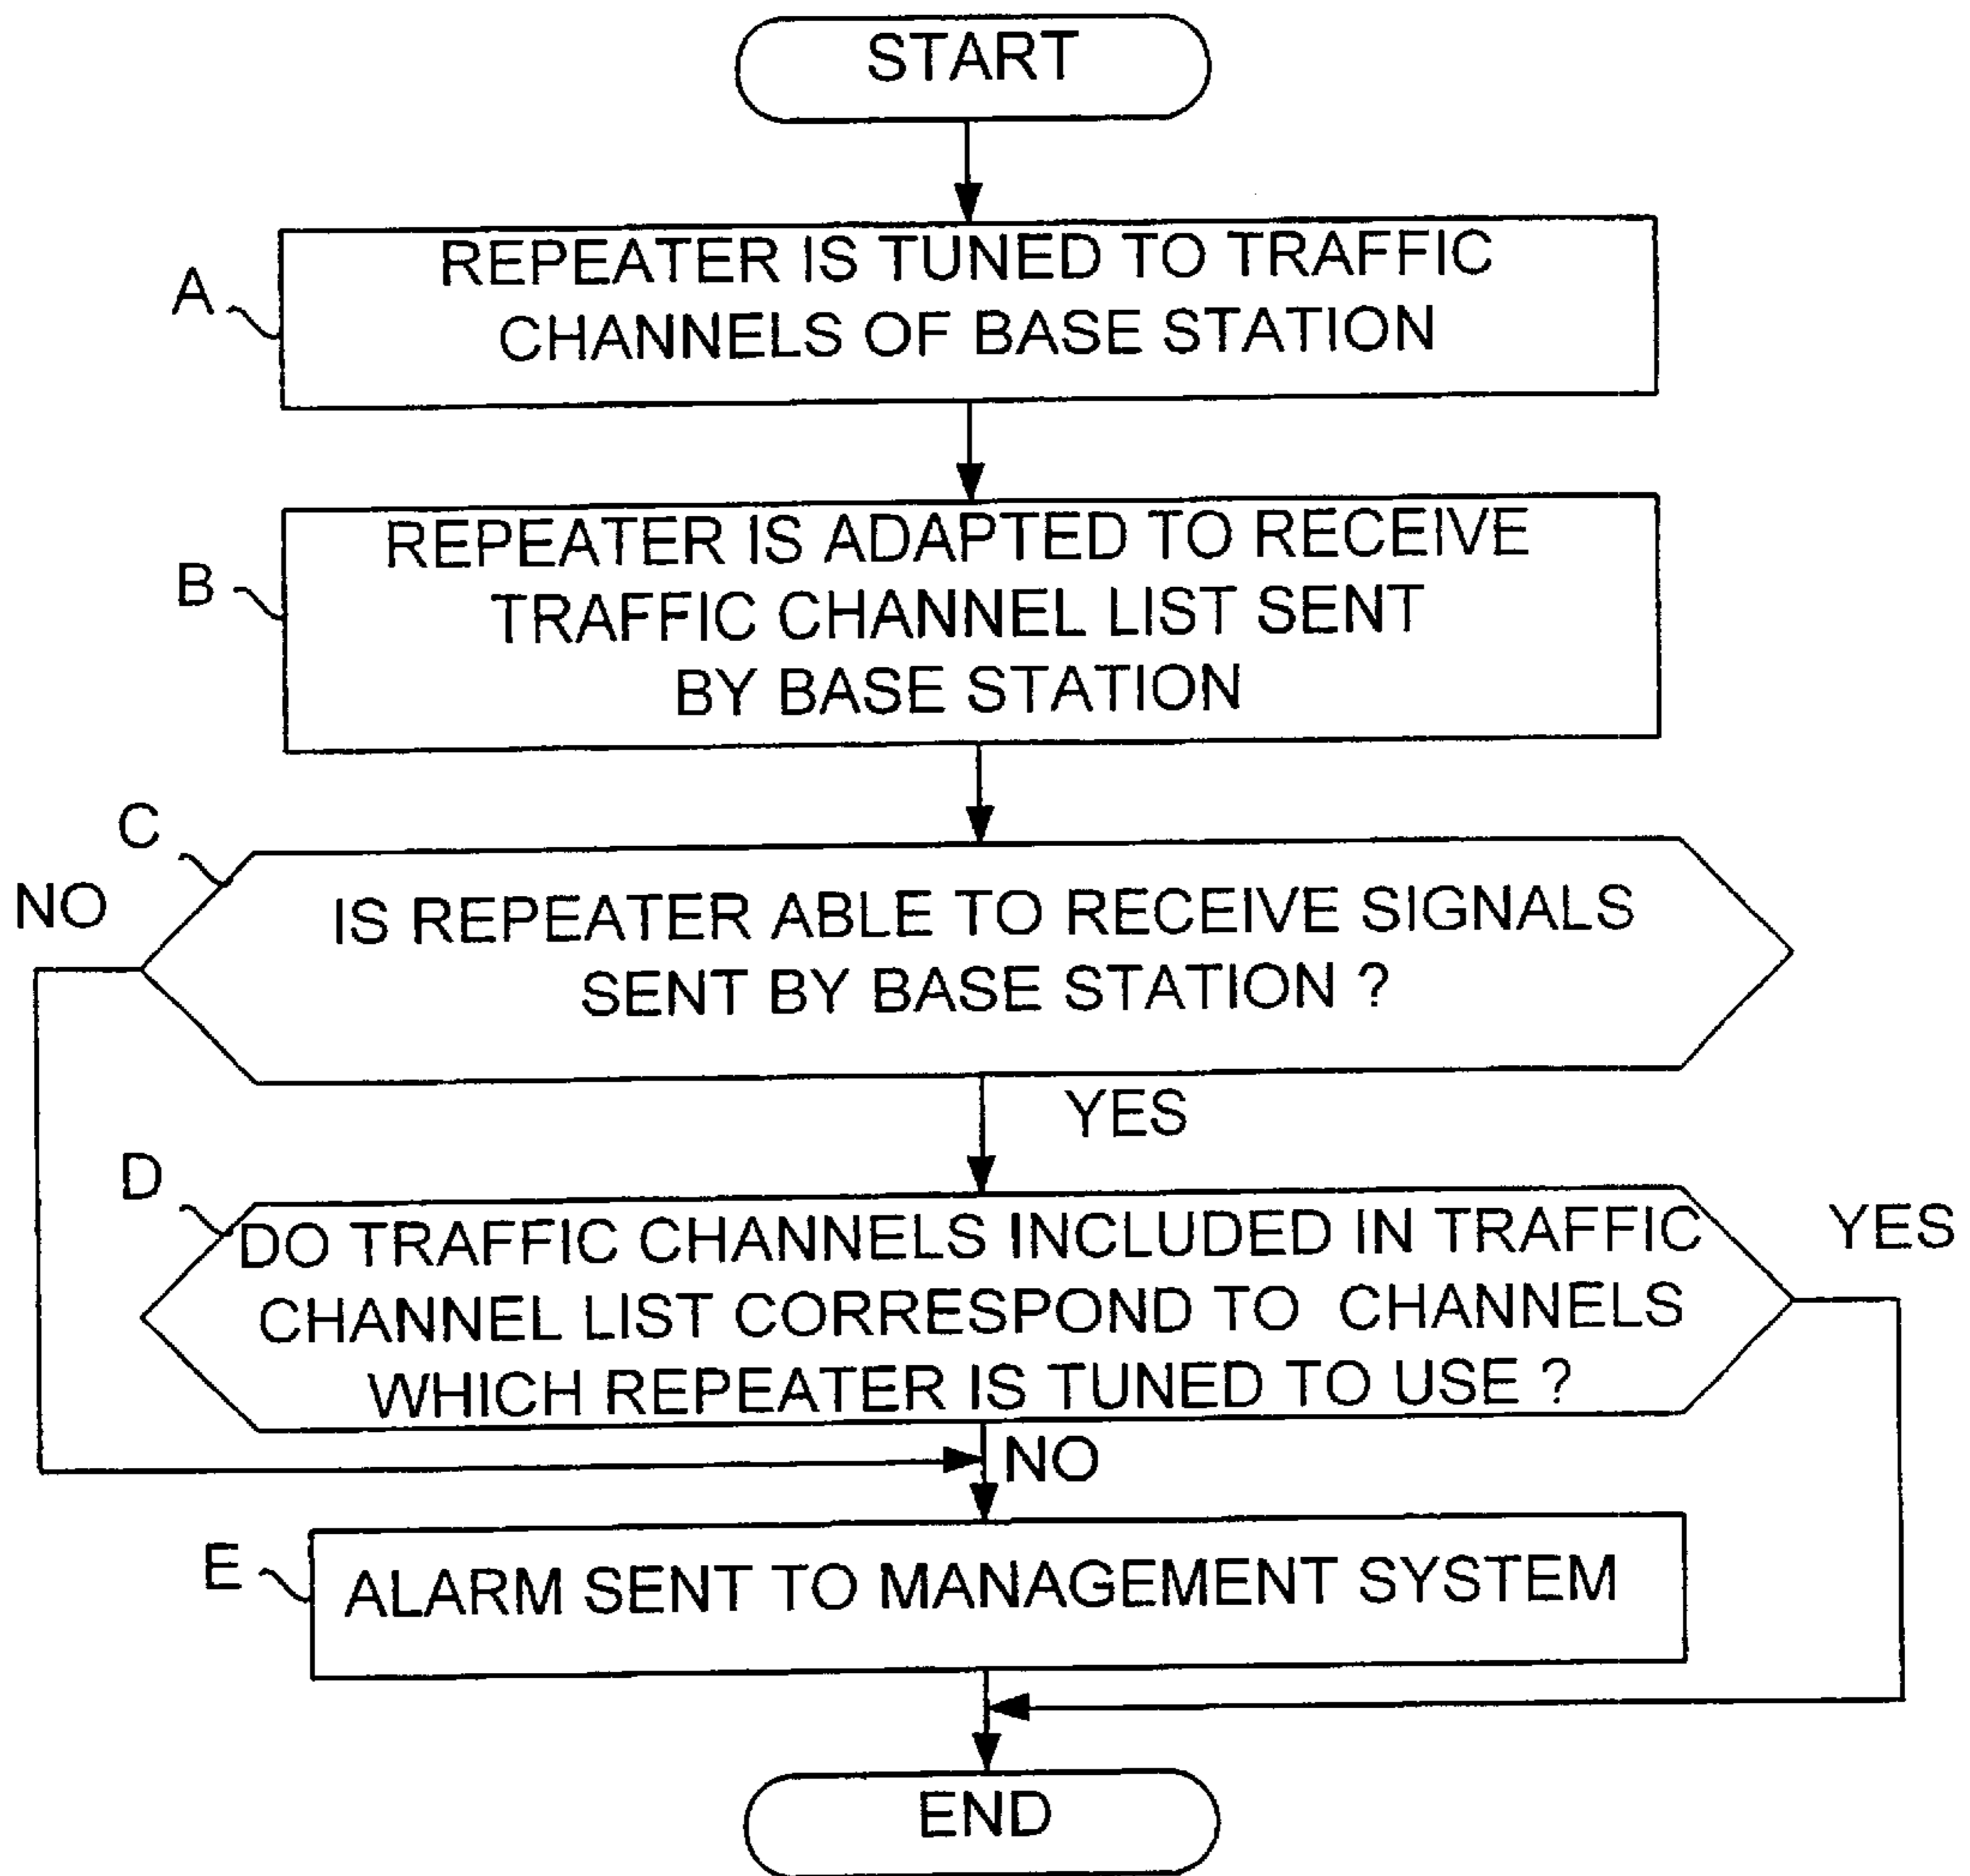 START
A
REPEATER IS TUNED TO TRAFFIC
CHANNELS OF BASE STATION
B
REPEATER IS ADAPTED TO RECEIVE
TRAFFIC CHANNEL LIST SENT
BY BASE STATION
C
NO
IS REPEATER ABLE TO RECEIVE SIGNALS
SENT BY BASE STATION ?
YES
D
DO TRAFFIC CHANNELS INCLUDED IN TRAFFIC
CHANNEL LIST CORRESPOND TO CHANNELS
WHICH REPEATER IS TUNED TO USE ?
YES
NO
E
ALARM SENT TO MANAGEMENT SYSTEM
END